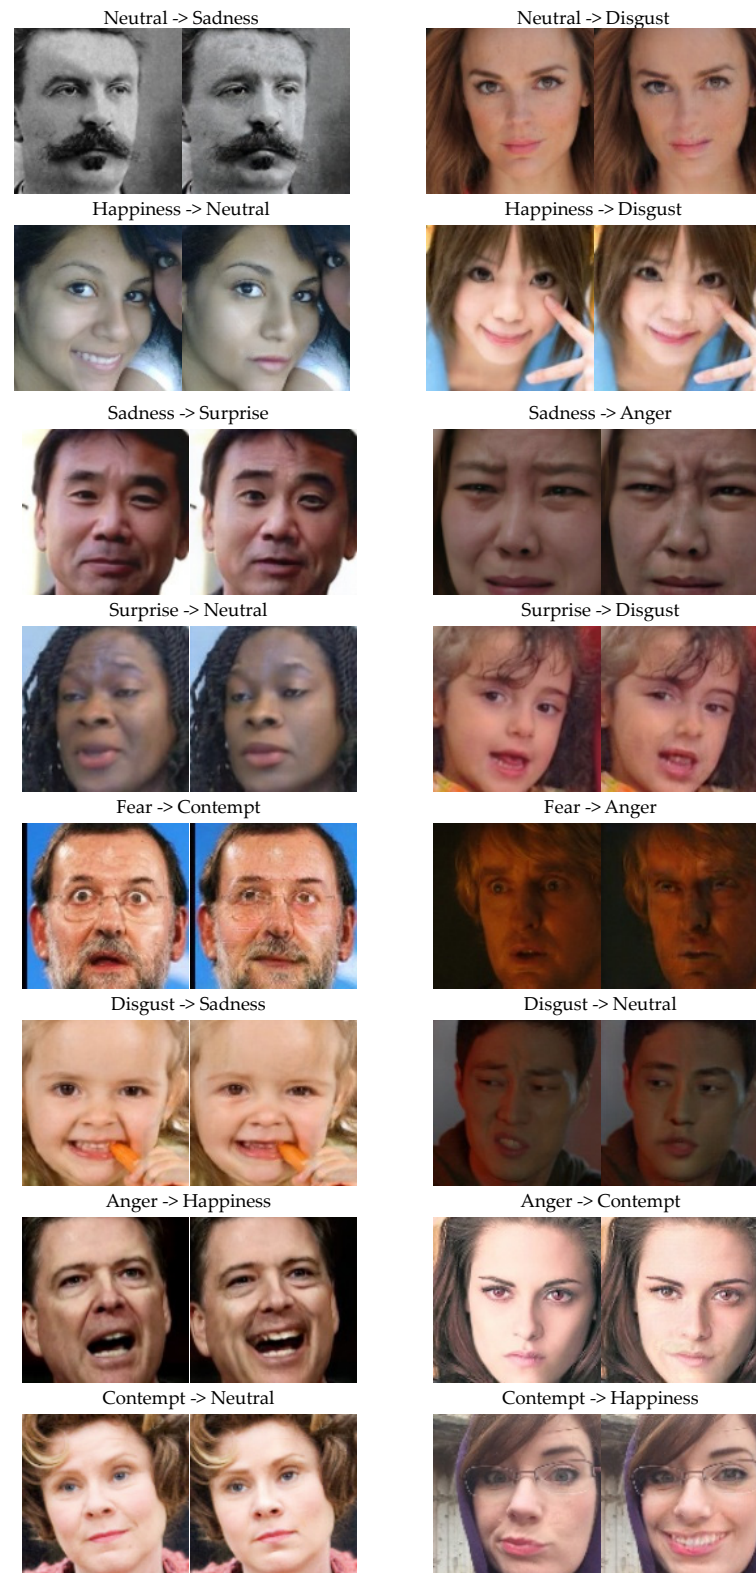 Neutral -> Sadness
Neutral -> Disgust
Happiness -> Neutral
Happiness -> Disgust
Sadness -> Surprise
Sadness -> Anger
Surprise -> Neutral
Surprise -> Disgust
Fear -> Contempt
Fear -> Anger
Disgust -> Sadness
Disgust -> Neutral
Anger -> Happiness
Anger -> Contempt
Contempt -> Neutral
Contempt -> Happiness